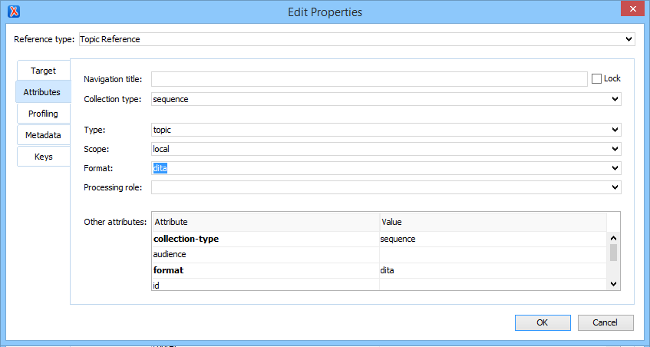 Edit Properties
Reference type: Topic Reference
Target
Attributes
Profiling
Metadata
Keys
Navigation title: Lock
Collection type: sequence
Type: topic
Scope: local
Format: dita
Processing role:
Other attributes: Attribute Value
collection-type sequence
audience
format dita
id
OK Cancel